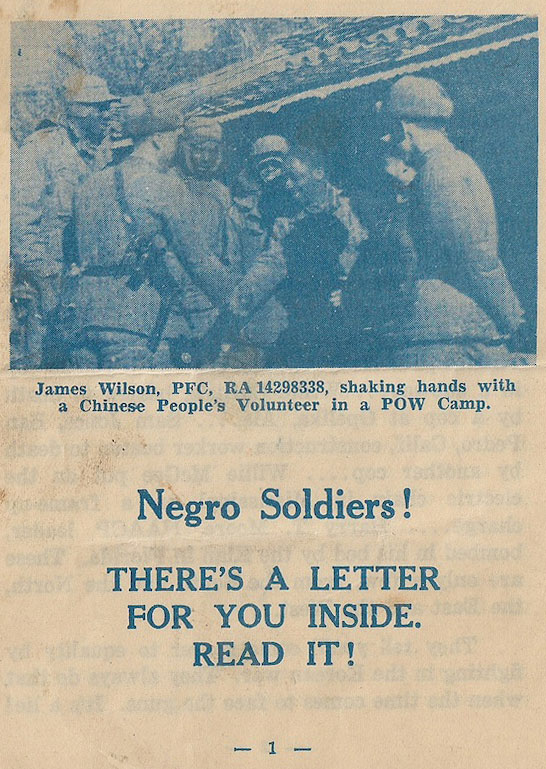 James Wilson, PFC, RA 14298338, shaking hands with
a Chinese People's Volunteer in a POW Camp.
Negro Soldiers!
THERE'S A LETTER
FOR YOU INSIDE.
READ IT!
— 1 —